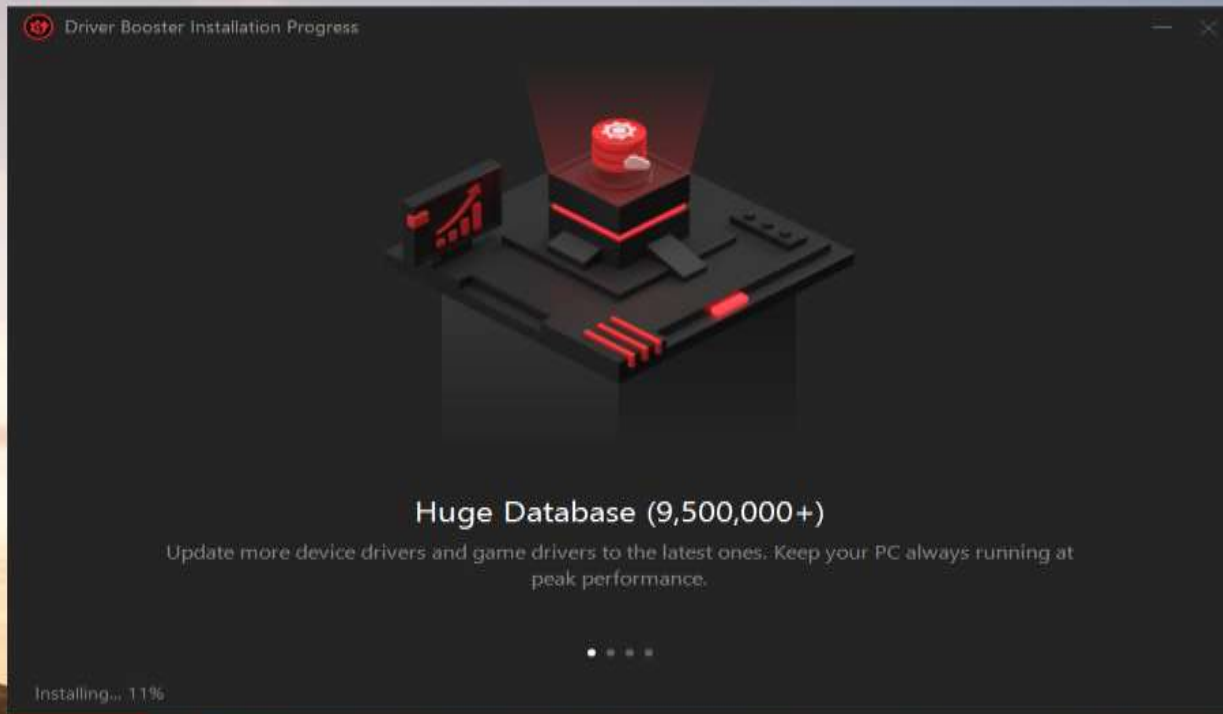 Driver Booster Installation Progress
Huge Database (9,500,000+)
Update more device drivers and game drivers to the latest ones. Keep your PC always running at
peak performance.
Installing... 11%